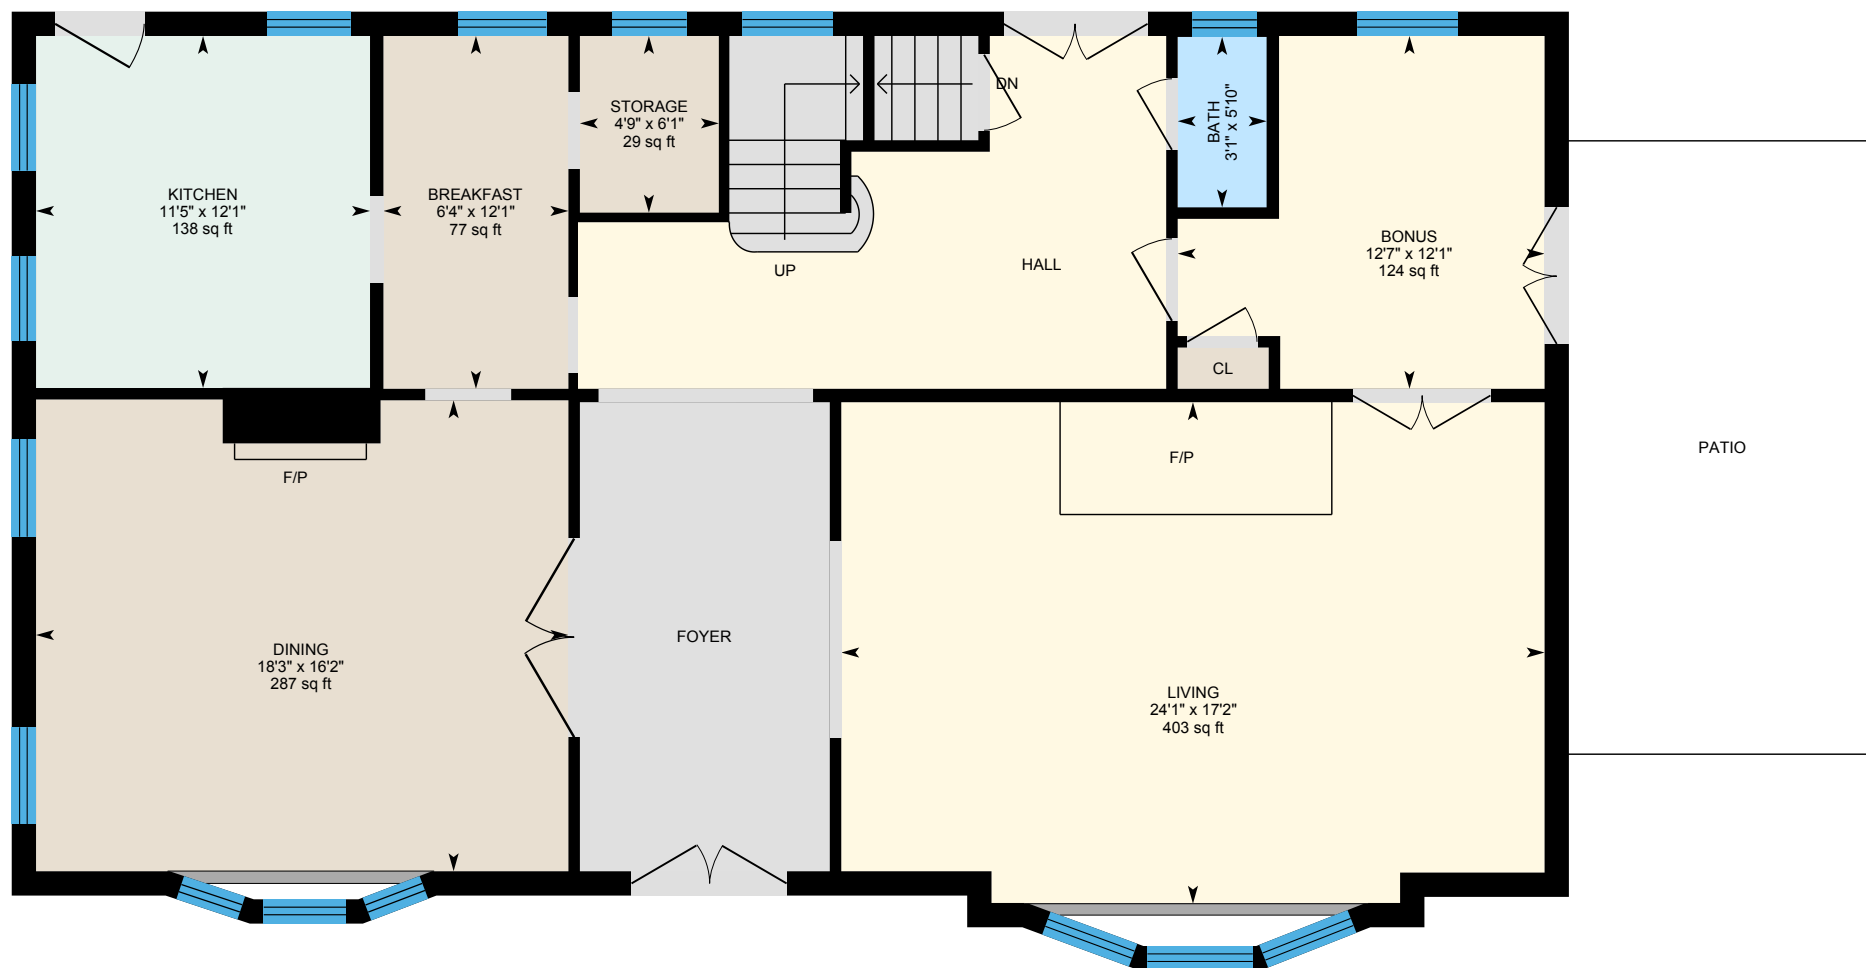 KITCHEN
11'5" x 12'1"
138 sq ft
BREAKFAST
6'4" x 12'1"
77 sq ft
STORAGE
4'9" x 6'1"
29 sq ft
UP
DN
HALL
BATH
3'1" x 5'10"
BONUS
12'7" x 12'1"
124 sq ft
CL
F/P
DINING
18'3" x 16'2"
287 sq ft
FOYER
F/P
LIVING
24'1" x 17'2"
403 sq ft
PATIO